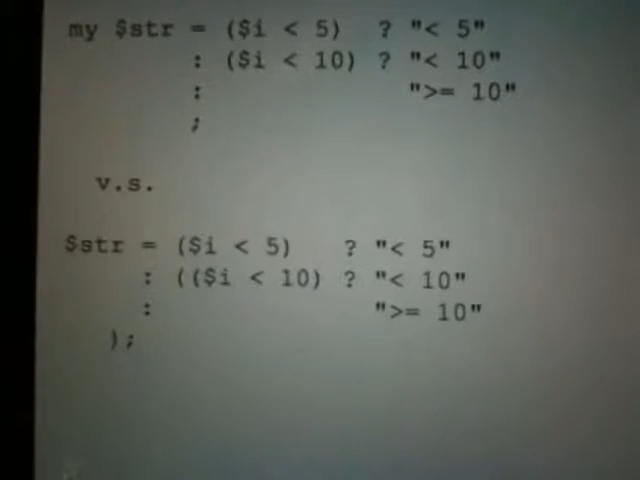 my $str = ($i < 5) ? "< 5"
: ($i < 10) ? "< 10"
: ">= 10"
;
v.s.
$str = ($i < 5) ? "< 5"
: (($i < 10) ? "< 10"
: ">= 10"
);